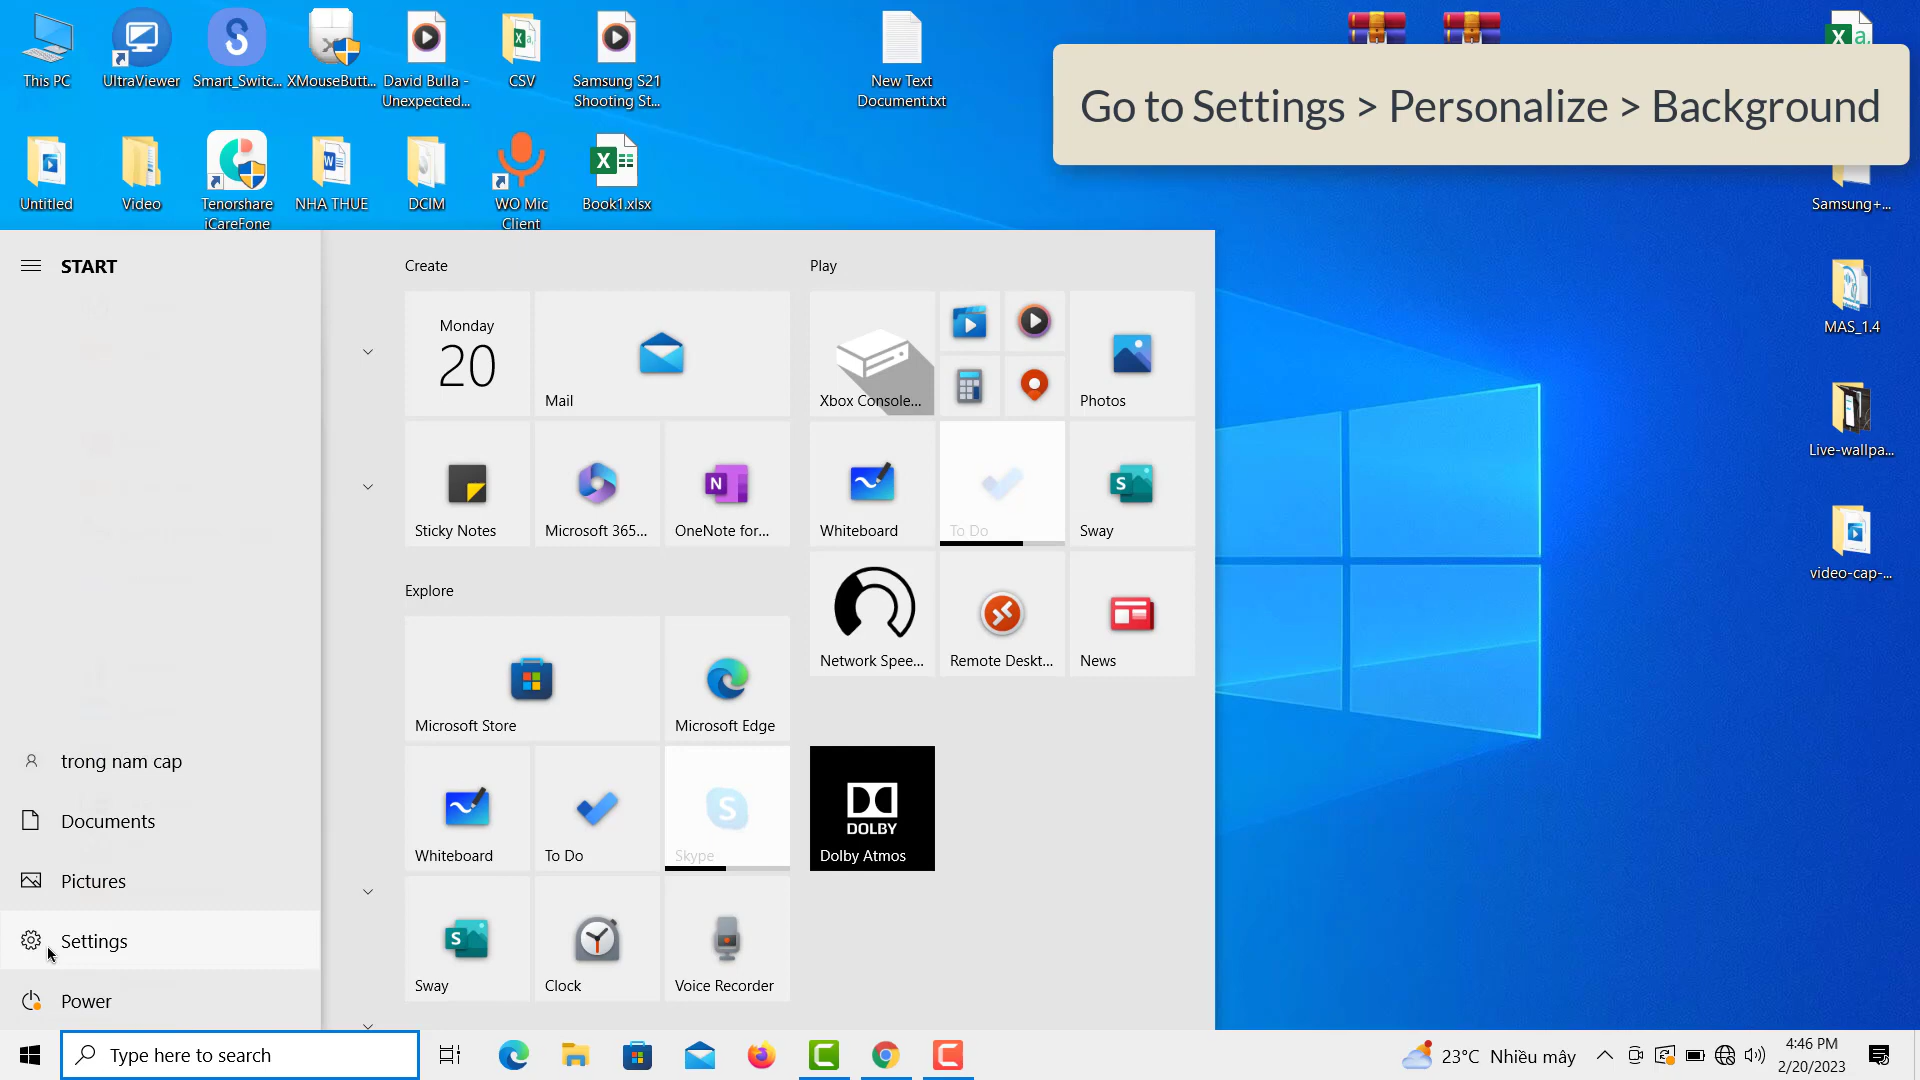 This PC
UltraViewer
Smart_Switc...
XMouseButt...
David Bulla -
Unexpected...
CSV
Samsung S21
Shooting St...
New Text
Document.txt
Go to Settings > Personalize > Background
Untitled
Video
Tenorshare
iCareFone
NHA THUE
DCIM
WO Mic
Client
Book1.xlsx
Samsung+...
MAS_1.4
Live-wallpa...
video-cap-...
START
trong nam cap
Documents
Pictures
Settings
Power
Create
Monday
20
Mail
Sticky Notes
Microsoft 365...
OneNote for...
Explore
Microsoft Store
Microsoft Edge
Whiteboard
To Do
Skype
Sway
Clock
Voice Recorder
Play
Xbox Console...
Photos
Whiteboard
To Do
Sway
Network Spee...
Remote Deskt...
News
DOLBY
Dolby Atmos
Type here to search
23°C Nhiều mây
4:46 PM
2/20/2023